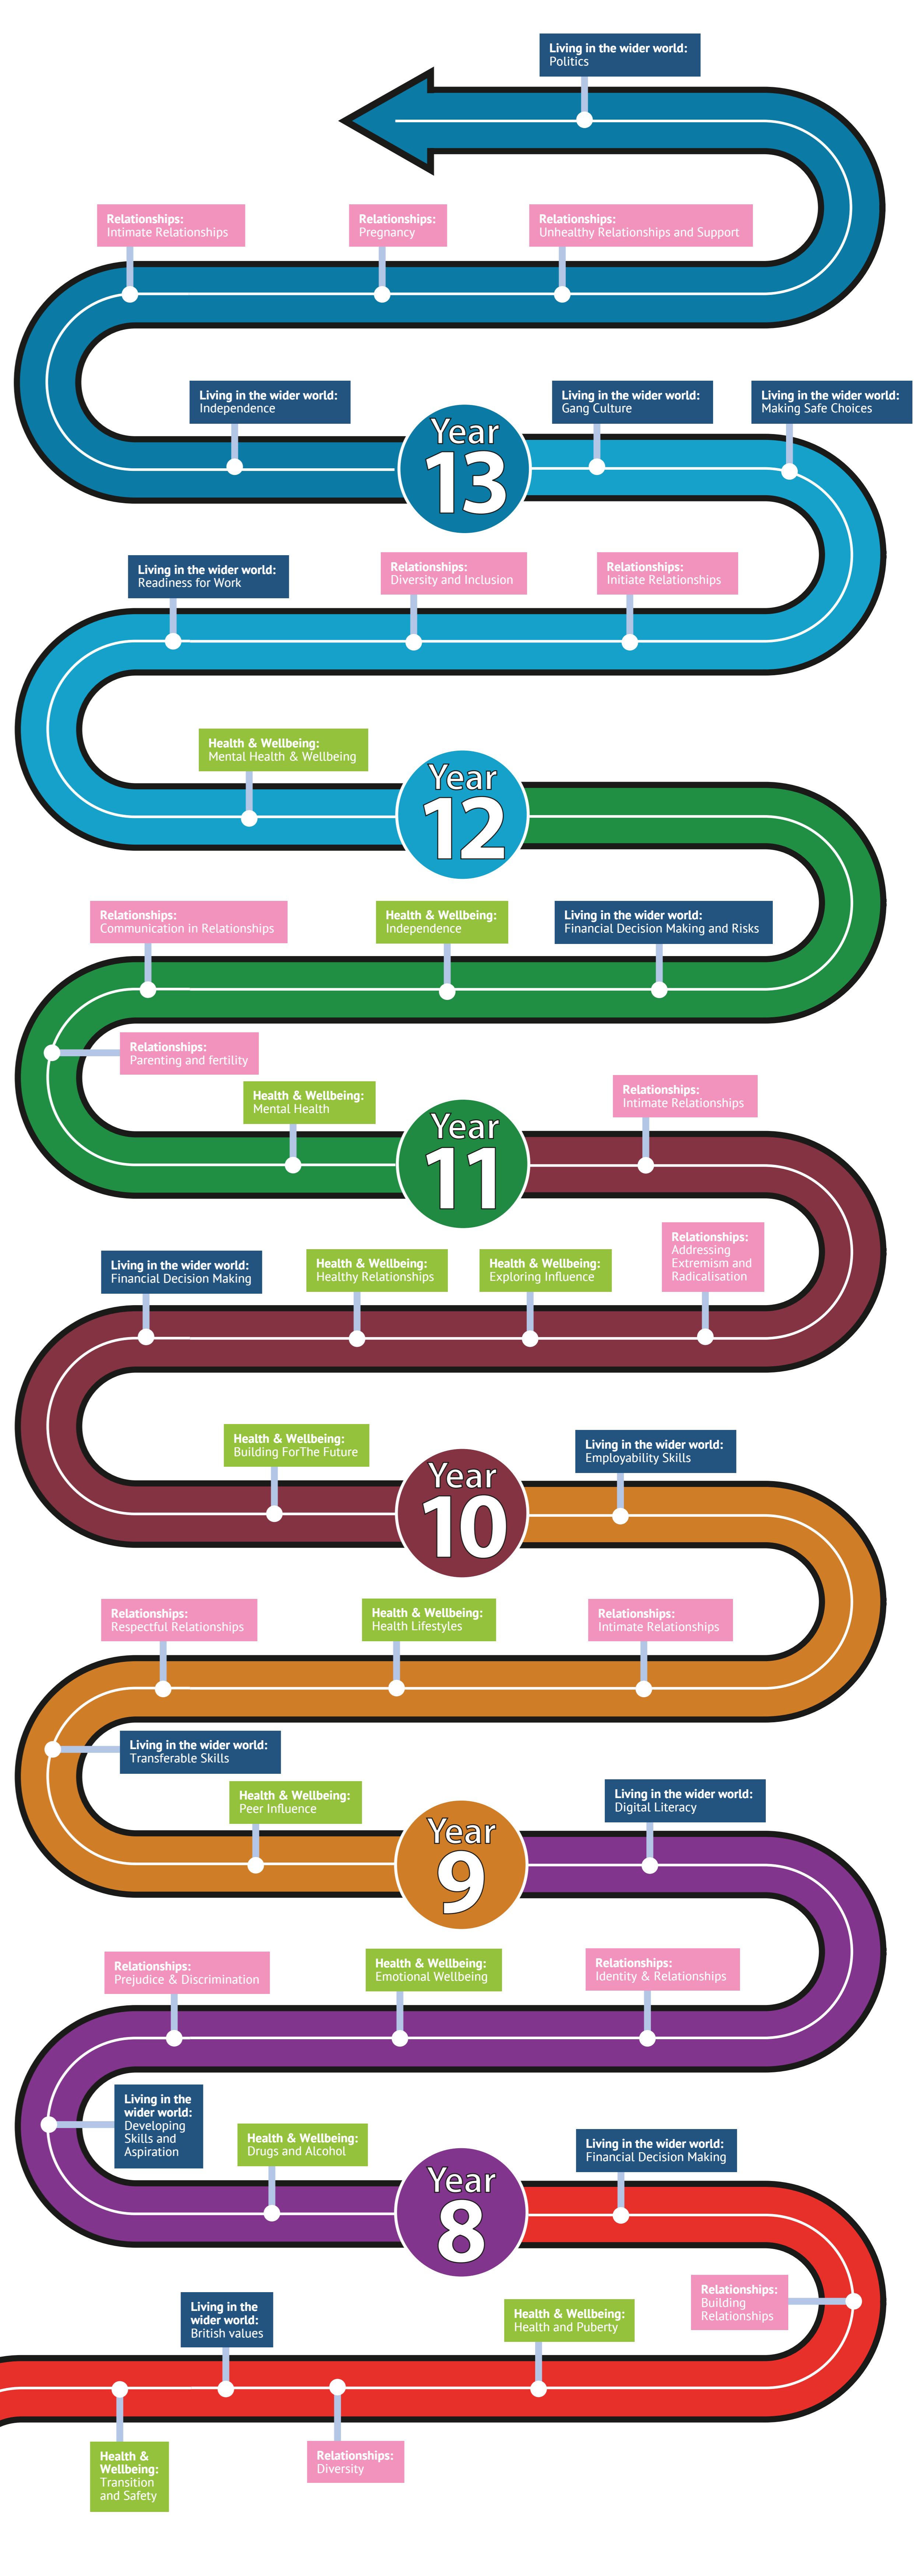 Living in the wider world:
Politics
Relationships:
Intimate Relationships
Relationships:
Pregnancy
Relationships:
Unhealthy Relationships and Support
Living in the wider world:
Independence
Year
13
Living in the wider world:
Gang Culture
Living in the wider world:
Making Safe Choices
Living in the wider world:
Readiness for Work
Relationships:
Diversity and Inclusion
Relationships:
Initiate Relationships
Health & Wellbeing:
Mental Health & Wellbeing
Year
12
Relationships:
Communication in Relationships
Health & Wellbeing:
Independence
Living in the wider world:
Financial Decision Making and Risks
Relationships:
Parenting and fertility
Health & Wellbeing:
Mental Health
Year
11
Relationships:
Intimate Relationships
Living in the wider world:
Financial Decision Making
Health & Wellbeing:
Healthy Relationships
Health & Wellbeing:
Exploring Influence
Relationships:
Addressing
Extremism and
Radicalisation
Health & Wellbeing:
Building ForThe Future
Year
10
Living in the wider world:
Employability Skills
Relationships:
Respectful Relationships
Health & Wellbeing:
Health Lifestyles
Relationships:
Intimate Relationships
Living in the wider world:
Transferable Skills
Health & Wellbeing:
Peer Influence
Year
9
Living in the wider world:
Digital Literacy
Relationships:
Prejudice & Discrimination
Health & Wellbeing:
Emotional Wellbeing
Relationships:
Identity & Relationships
Living in the
wider world:
Developing
Skills and
Aspiration
Health & Wellbeing:
Drugs and Alcohol
Year
8
Living in the wider world:
Financial Decision Making
Relationships:
Building
Relationships
Living in the
wider world:
British values
Health & Wellbeing:
Health and Puberty
Health &
Wellbeing:
Transition
and Safety
Relationships:
Diversity